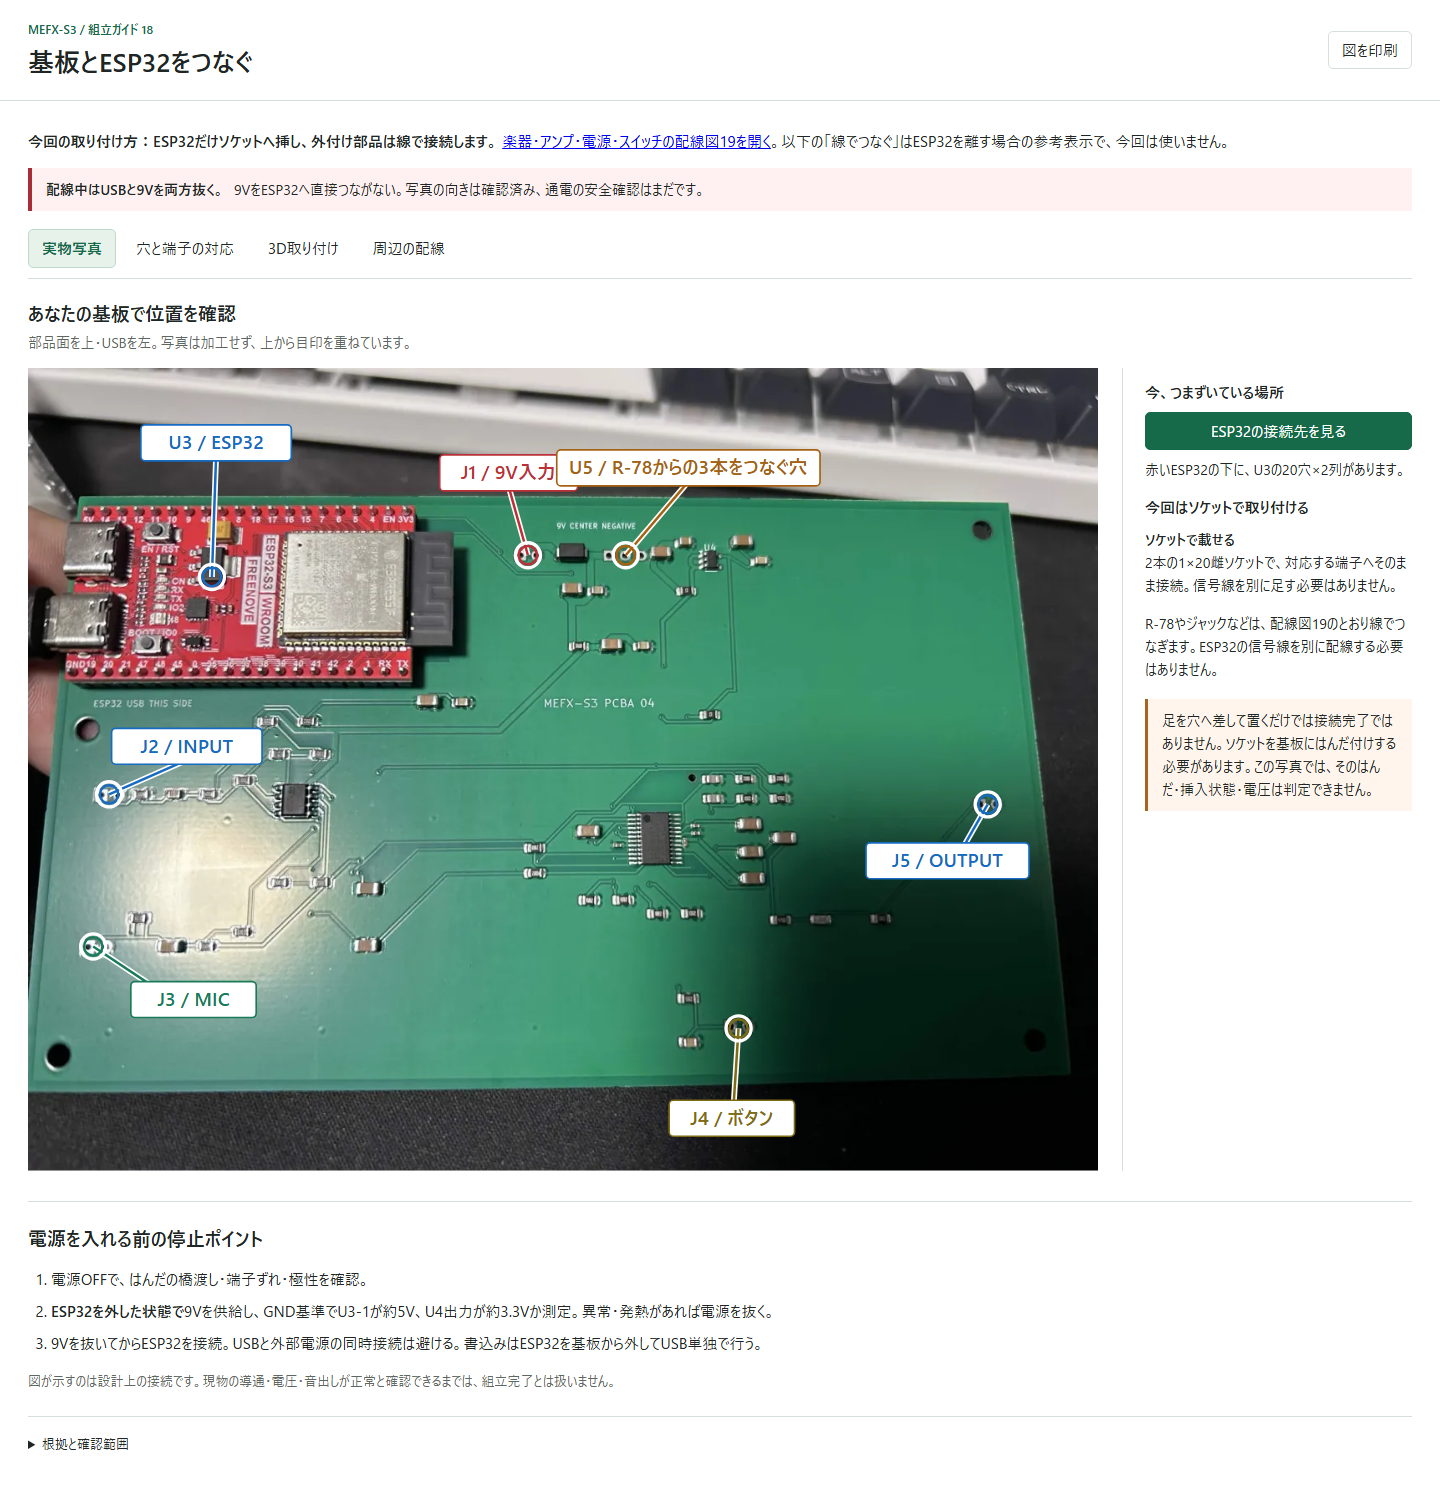 MEFX-S3 / 組立ガイド 18
基板とESP32をつなぐ
図を印刷
今回の取り付け方：ESP32だけソケットへ挿し、外付け部品は線で接続します。楽器・アンプ・電源・スイッチの配線図19を開く。以下の「線でつなぐ」はESP32を離す場合の参考表示で、今回は使いません。
配線中はUSBと9Vを両方抜く。 9VをESP32へ直接つながない。写真の向きは確認済み、通電の安全確認はまだです。
実物写真 穴と端子の対応 3D取り付け 周辺の配線
あなたの基板で位置を確認
部品面を上・USBを左。写真は加工せず、上から目印を重ねています。
U3 / ESP32
J1 / 9V入力
U5 / R-78からの3本をつなぐ穴
9V CENTER NEGATIVE
U4
EN / RST
ESP32-S3 WROOM
FREENOVE
BOOT / IO0
GND 19 20 21 47 48 45 0 35 36 37 38 39 40 41 42 2 1 RX TX
ESP32 USB THIS SIDE
MEFX-S3 PCBA 04
J2 / INPUT
J5 / OUTPUT
J3 / MIC
J4 / ボタン
今、つまずいている場所
ESP32の接続先を見る
赤いESP32の下に、U3の20穴×2列があります。
今回はソケットで取り付ける
ソケットで載せる
2本の1×20雌ソケットで、対応する端子へそのま
ま接続。信号線を別に足す必要はありません。
R-78やジャックなどは、配線図19のとおり線でつ
なぎます。ESP32の信号線を別に配線する必要
はありません。
足を穴へ差して置くだけでは接続完了では
ありません。ソケットを基板にはんだ付けする
必要があります。この写真では、そのはん
だ・挿入状態・電圧は判定できません。
電源を入れる前の停止ポイント
1. 電源OFFで、はんだの橋渡し・端子ずれ・極性を確認。
2. ESP32を外した状態で9Vを供給し、GND基準でU3-1が約5V、U4出力が約3.3Vか測定。異常・発熱があれば電源を抜く。
3. 9Vを抜いてからESP32を接続。USBと外部電源の同時接続は避ける。書込みはESP32を基板から外してUSB単独で行う。
図が示すのは設計上の接続です。現物の導通・電圧・音出しが正常と確認できるまでは、組立完了とは扱いません。
▶ 根拠と確認範囲